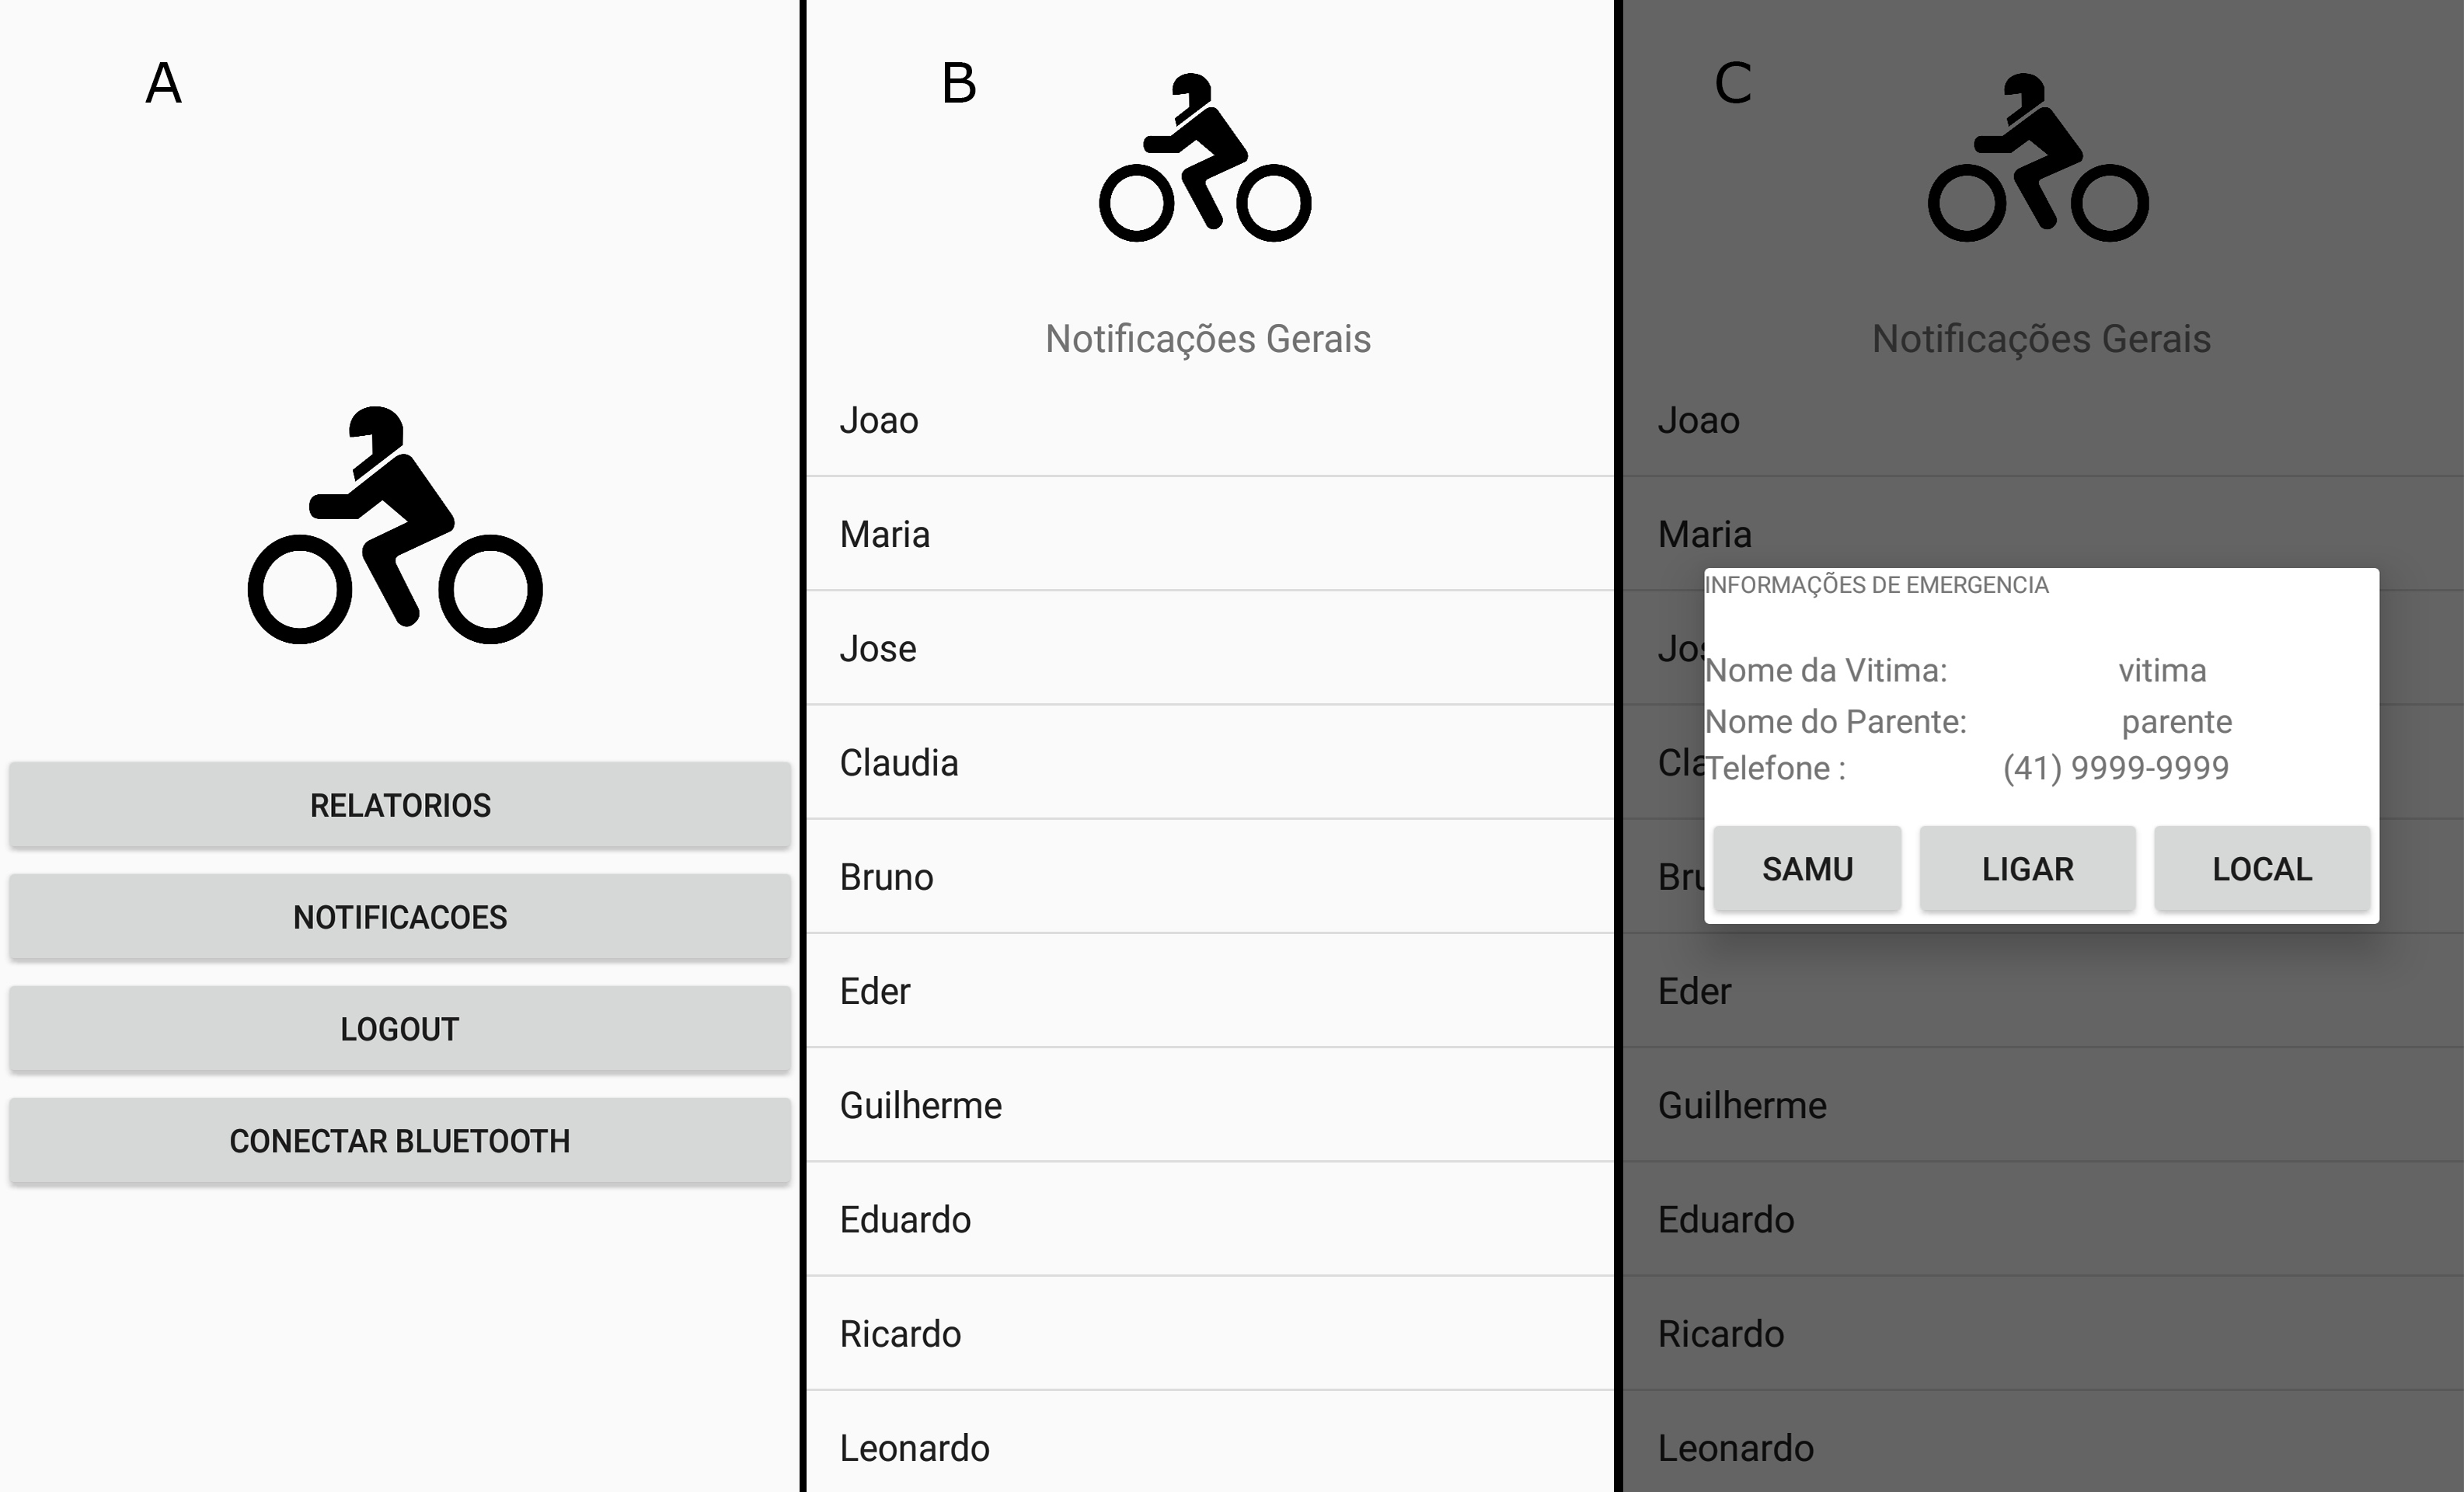 A
RELATORIOS
NOTIFICACOES
LOGOUT
CONECTAR BLUETOOTH
B
Notificações Gerais
Joao
Maria
Jose
Claudia
Bruno
Eder
Guilherme
Eduardo
Ricardo
Leonardo
C
Notificações Gerais
Joao
Maria
INFORMAÇÕES DE EMERGENCIA
Jos
Nome da Vitima: vitima
Nome do Parente: parente
Cla
Telefone : (41) 9999-9999
Bru
SAMU LIGAR LOCAL
Eder
Guilherme
Eduardo
Ricardo
Leonardo